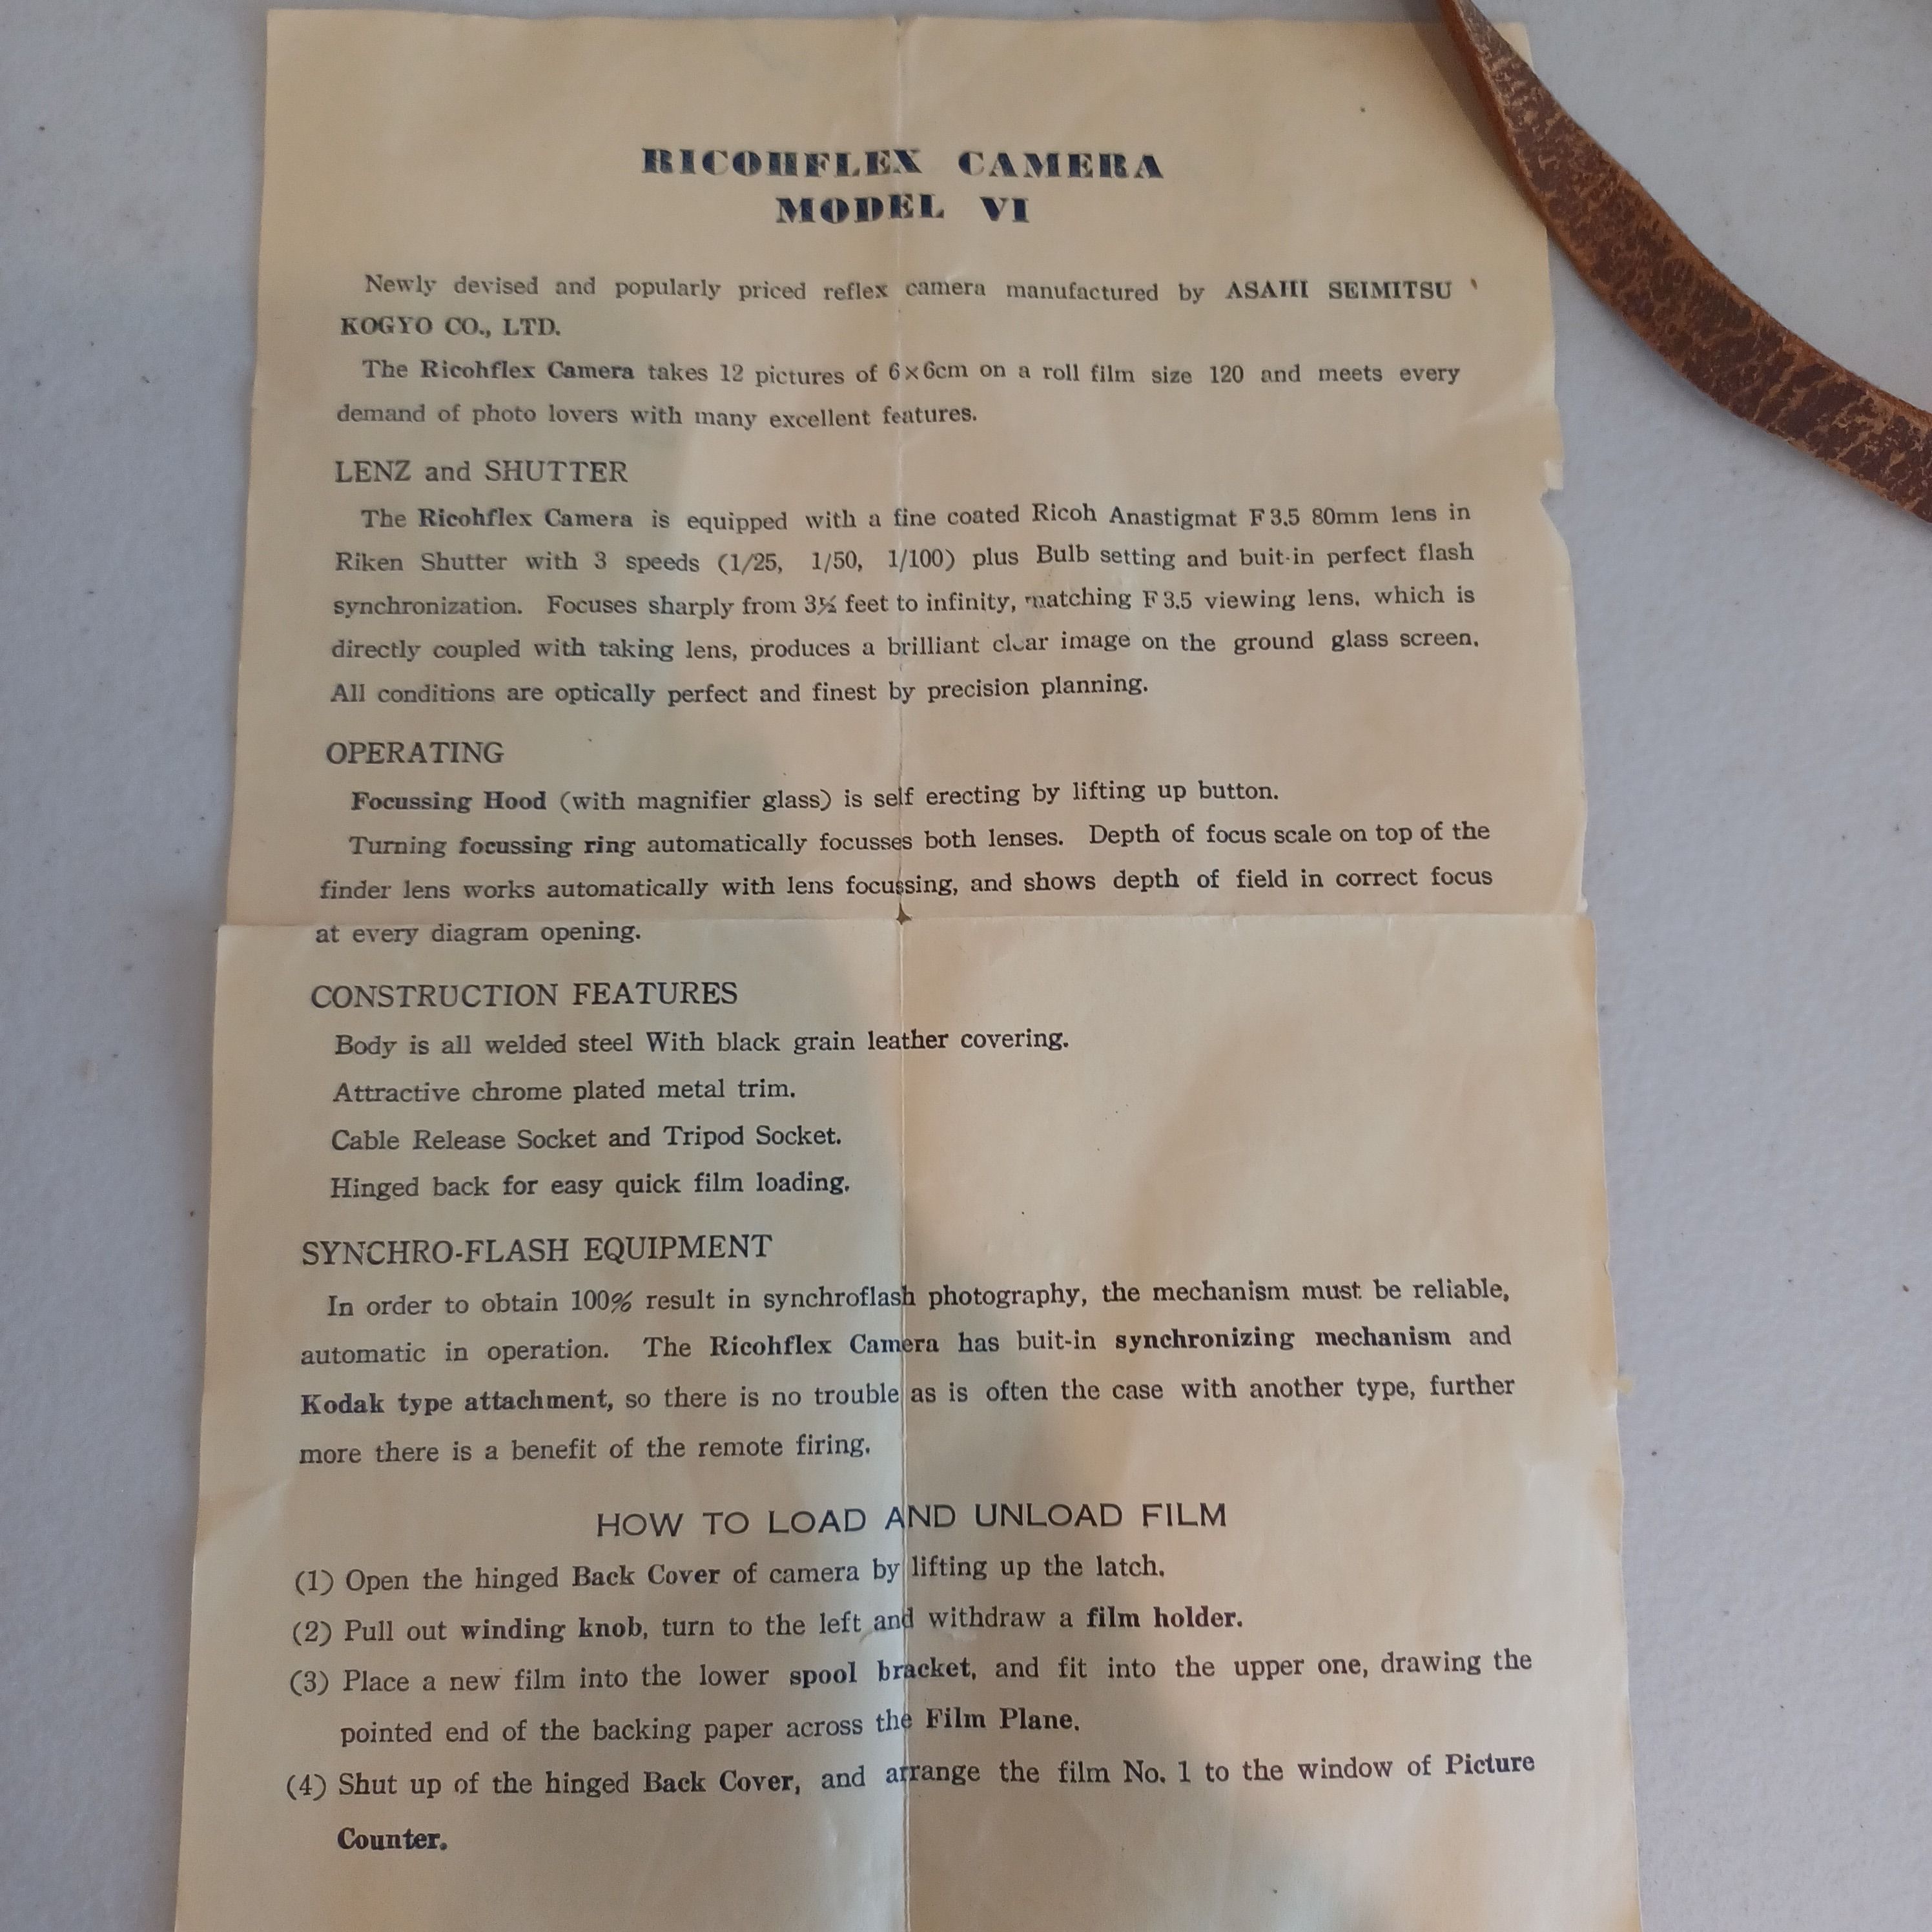 RICOHFLEX CAMERA
MODEL VI
Newly devised and popularly priced reflex camera manufactured by ASAHI SEIMITSU
KOGYO CO., LTD.
The Ricohflex Camera takes 12 pictures of 6×6cm on a roll film size 120 and meets every
demand of photo lovers with many excellent features.
LENZ and SHUTTER
The Ricohflex Camera is equipped with a fine coated Ricoh Anastigmat F 3.5 80mm lens in
Riken Shutter with 3 speeds (1/25, 1/50, 1/100) plus Bulb setting and buit-in perfect flash
synchronization. Focuses sharply from 3½ feet to infinity, matching F 3.5 viewing lens, which is
directly coupled with taking lens, produces a brilliant clear image on the ground glass screen.
All conditions are optically perfect and finest by precision planning.
OPERATING
Focussing Hood (with magnifier glass) is self erecting by lifting up button.
Turning focussing ring automatically focusses both lenses. Depth of focus scale on top of the
finder lens works automatically with lens focussing, and shows depth of field in correct focus
at every diagram opening.
CONSTRUCTION FEATURES
Body is all welded steel With black grain leather covering.
Attractive chrome plated metal trim.
Cable Release Socket and Tripod Socket.
Hinged back for easy quick film loading.
SYNCHRO-FLASH EQUIPMENT
In order to obtain 100% result in synchroflash photography, the mechanism must be reliable,
automatic in operation. The Ricohflex Camera has buit-in synchronizing mechanism and
Kodak type attachment, so there is no trouble as is often the case with another type, further
more there is a benefit of the remote firing.
HOW TO LOAD AND UNLOAD FILM
(1) Open the hinged Back Cover of camera by lifting up the latch.
(2) Pull out winding knob, turn to the left and withdraw a film holder.
(3) Place a new film into the lower spool bracket, and fit into the upper one, drawing the
pointed end of the backing paper across the Film Plane.
(4) Shut up of the hinged Back Cover, and arrange the film No. 1 to the window of Picture
Counter.